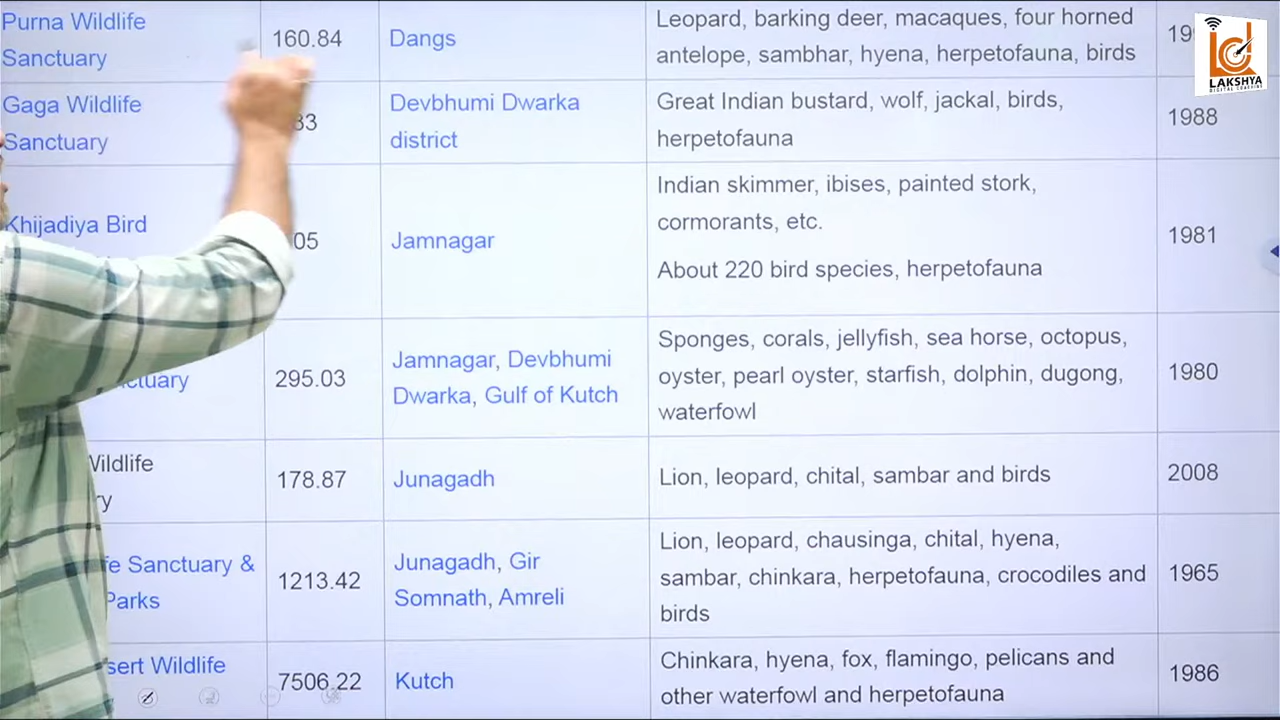 Purna Wildlife
Sanctuary
160.84
Dangs
Leopard, barking deer, macaques, four horned
antelope, sambhar, hyena, herpetofauna, birds
Gaga Wildlife
Sanctuary
Devbhumi Dwarka
district
Great Indian bustard, wolf, jackal, birds,
herpetofauna
1988
Khijadiya Bird
05
Jamnagar
Indian skimmer, ibises, painted stork,
cormorants, etc.
About 220 bird species, herpetofauna
1981
295.03
Jamnagar, Devbhumi
Dwarka, Gulf of Kutch
Sponges, corals, jellyfish, sea horse, octopus,
oyster, pearl oyster, starfish, dolphin, dugong,
waterfowl
1980
Wildlife
178.87
Junagadh
Lion, leopard, chital, sambar and birds
2008
Sanctuary &
Parks
1213.42
Junagadh, Gir
Somnath, Amreli
Lion, leopard, chausinga, chital, hyena,
sambar, chinkara, herpetofauna, crocodiles and
birds
1965
Wildlife
7506.22
Kutch
Chinkara, hyena, fox, flamingo, pelicans and
other waterfowl and herpetofauna
1986
LAKSHYA
DIGITAL COACHING